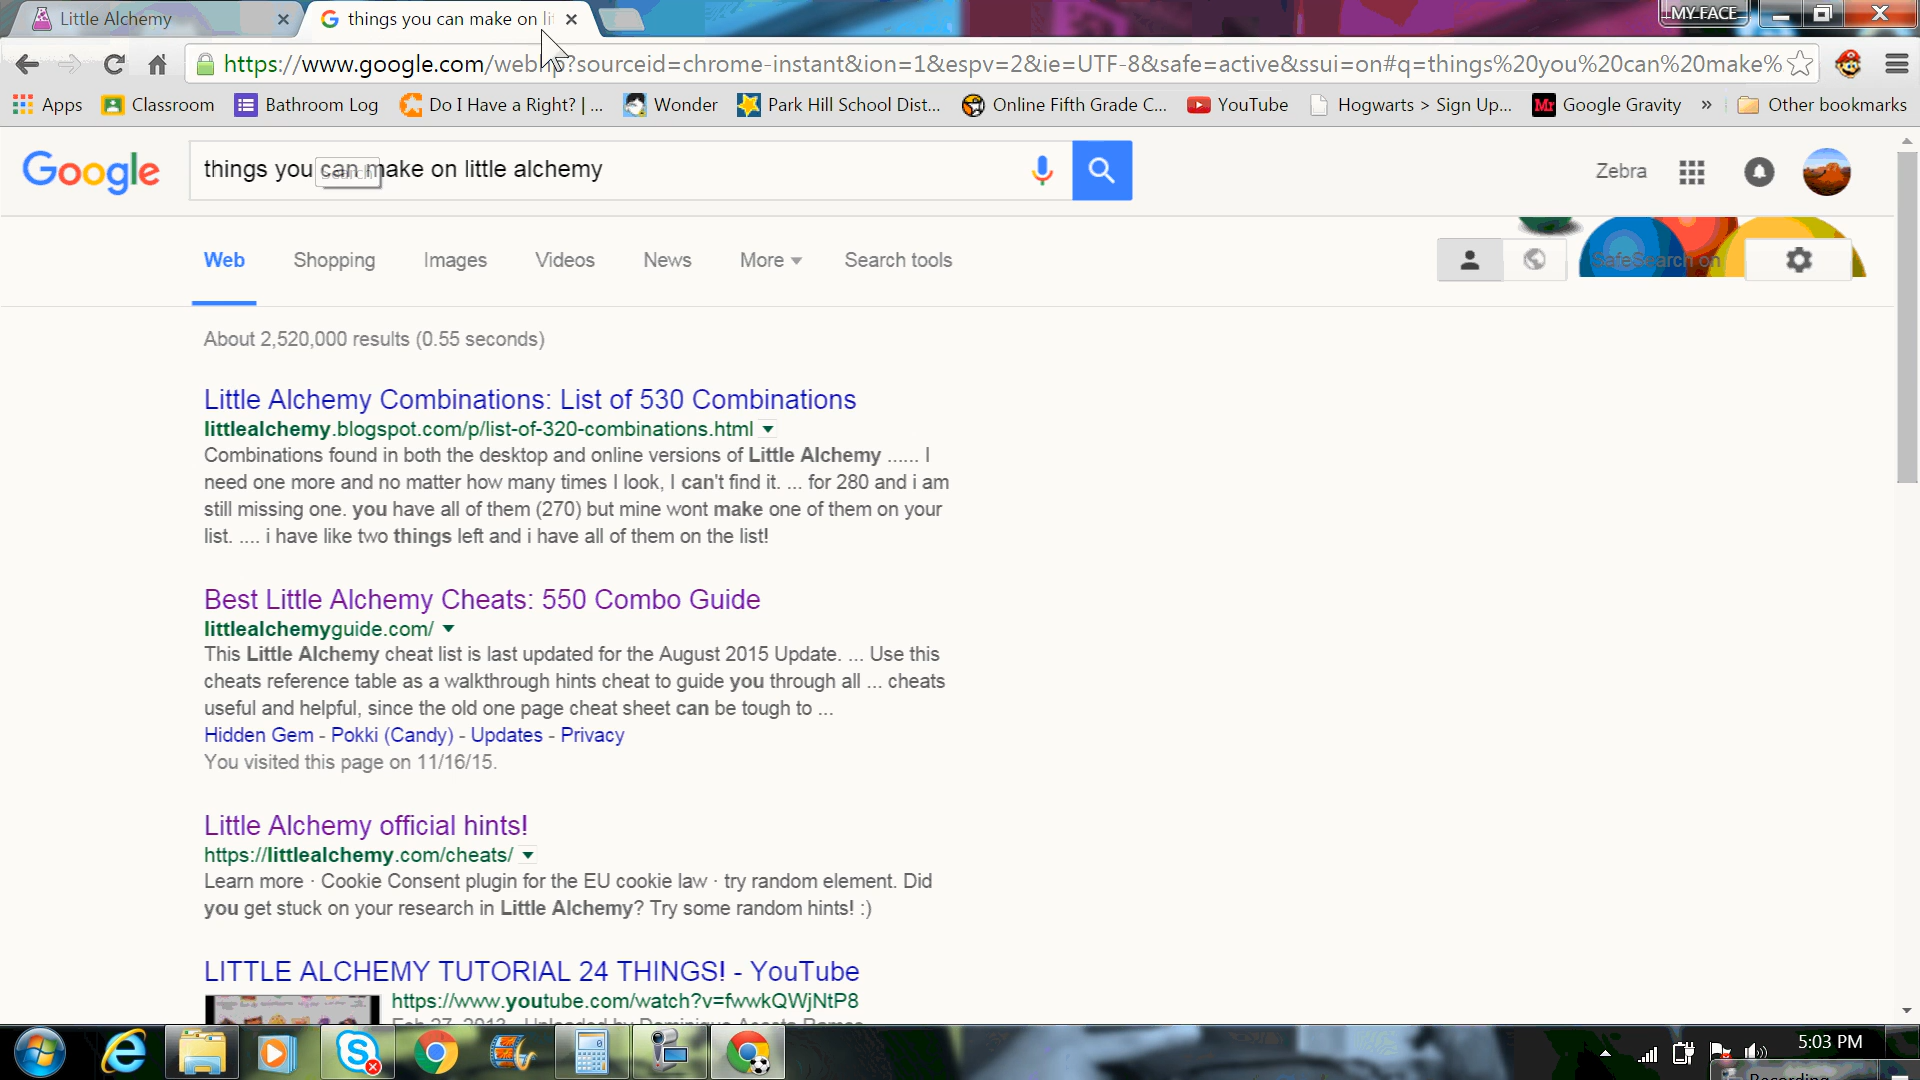 Little Alchemy
things you can make on lit
MY FACE
https://www.google.com/webhp?sourceid=chrome-instant&ion=1&espv=2&ie=UTF-8&safe=active&ssui=on#q=things%20you%20can%20make%
Apps Classroom Bathroom Log Do I Have a Right? | ... Wonder Park Hill School Dist... Online Fifth Grade C... YouTube Hogwarts > Sign Up... Mr Google Gravity » Other bookmarks
Google things you can make on little alchemy Zebra
Search
Web Shopping Images Videos News More Search tools SafeSearch on
About 2,520,000 results (0.55 seconds)
Little Alchemy Combinations: List of 530 Combinations
littlealchemy.blogspot.com/p/list-of-320-combinations.html
Combinations found in both the desktop and online versions of Little Alchemy ...... I
need one more and no matter how many times I look, I can't find it. ... for 280 and i am
still missing one. you have all of them (270) but mine wont make one of them on your
list. .... i have like two things left and i have all of them on the list!
Best Little Alchemy Cheats: 550 Combo Guide
littlealchemyguide.com/
This Little Alchemy cheat list is last updated for the August 2015 Update. ... Use this
cheats reference table as a walkthrough hints cheat to guide you through all ... cheats
useful and helpful, since the old one page cheat sheet can be tough to ...
Hidden Gem - Pokki (Candy) - Updates - Privacy
You visited this page on 11/16/15.
Little Alchemy official hints!
https://littlealchemy.com/cheats/
Learn more · Cookie Consent plugin for the EU cookie law · try random element. Did
you get stuck on your research in Little Alchemy? Try some random hints! :)
LITTLE ALCHEMY TUTORIAL 24 THINGS! - YouTube
https://www.youtube.com/watch?v=fwwkQWjNtP8
Feb 27, 2013 - Uploaded by Dominique Acosta Ramos
5:03 PM
Recording